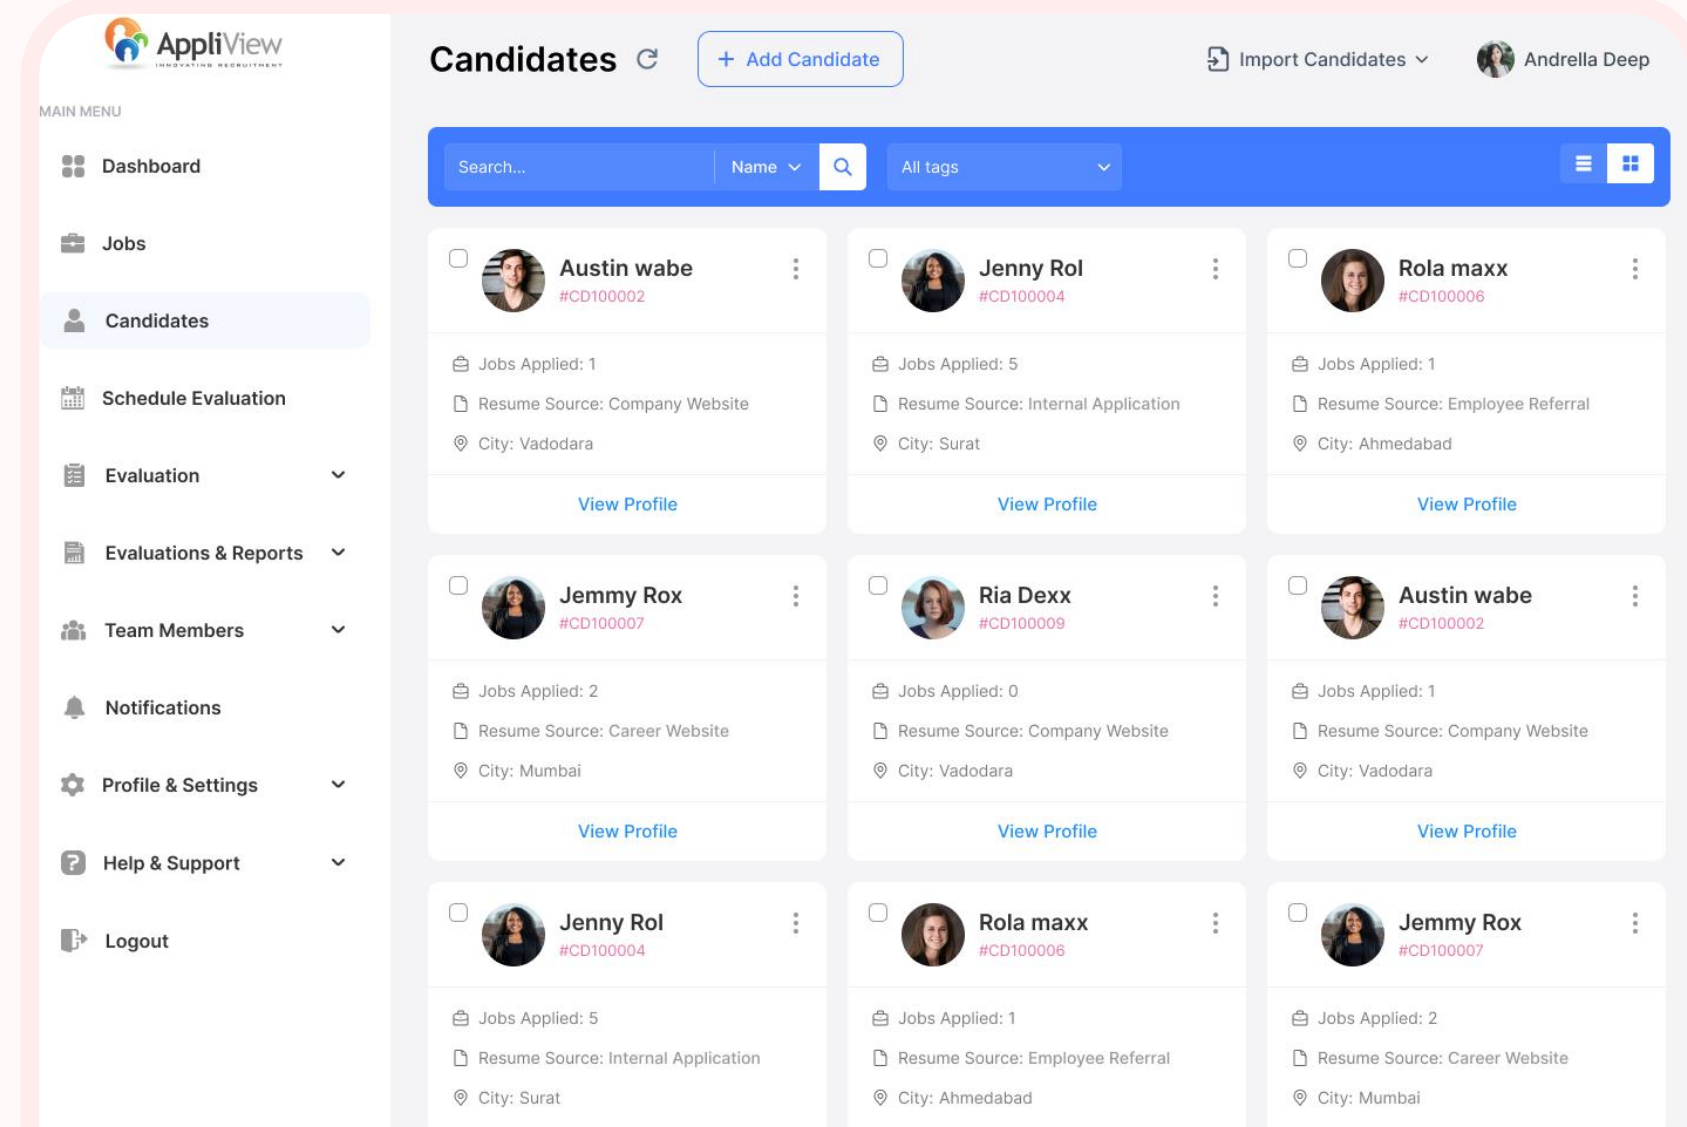 AppliView
INNOVATING RECRUITMENT
MAIN MENU
Dashboard
Jobs
Candidates
Schedule Evaluation
Evaluation
Evaluations & Reports
Team Members
Notifications
Profile & Settings
Help & Support
Logout
Candidates
+ Add Candidate
Import Candidates
Andrella Deep
Search...
Name
All tags
Austin wabe
#CD100002
Jobs Applied: 1
Resume Source: Company Website
City: Vadodara
View Profile
Jenny Rol
#CD100004
Jobs Applied: 5
Resume Source: Internal Application
City: Surat
View Profile
Rola maxx
#CD100006
Jobs Applied: 1
Resume Source: Employee Referral
City: Ahmedabad
View Profile
Jemmy Rox
#CD100007
Jobs Applied: 2
Resume Source: Career Website
City: Mumbai
View Profile
Ria Dexx
#CD100009
Jobs Applied: 0
Resume Source: Company Website
City: Vadodara
View Profile
Austin wabe
#CD100002
Jobs Applied: 1
Resume Source: Company Website
City: Vadodara
View Profile
Jenny Rol
#CD100004
Jobs Applied: 5
Resume Source: Internal Application
City: Surat
Rola maxx
#CD100006
Jobs Applied: 1
Resume Source: Employee Referral
City: Ahmedabad
Jemmy Rox
#CD100007
Jobs Applied: 2
Resume Source: Career Website
City: Mumbai